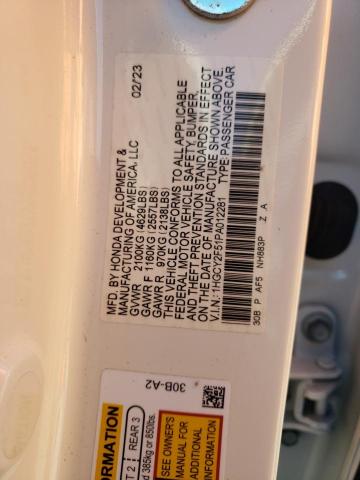 MFD. BY HONDA DEVELOPMENT & 02/23
MANUFACTURING OF AMERICA, LLC
GVWR 2100KG (4629LBS)
GAWR F 1160KG (2557LBS)
GAWR R 970KG (2138LBS)
THIS VEHICLE CONFORMS TO ALL APPLICABLE
FEDERAL MOTOR VEHICLE SAFETY, BUMPER,
AND THEFT PREVENTION STANDARDS IN EFFECT
ON THE DATE OF MANUFACTURE SHOWN ABOVE.
V.I.N.: 1HGCY2F51PA012281 TYPE:PASSENGER CAR
30B P AF5 NH883P Z A
30B-A2
REAR 3
385kg or 850lbs.
SEE OWNER'S
MANUAL FOR
ADDITIONAL
INFORMATION